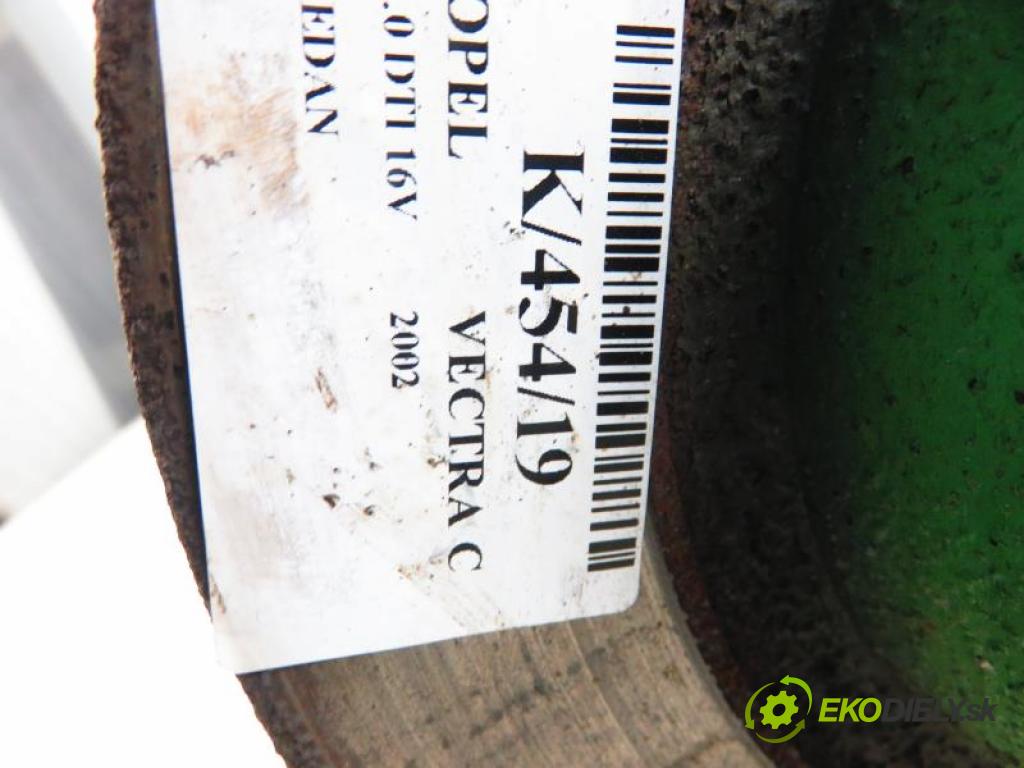 K/454/19
OPEL VECTRA C
.0 DTI 16V 2002
EDAN
EKODIELY.sk